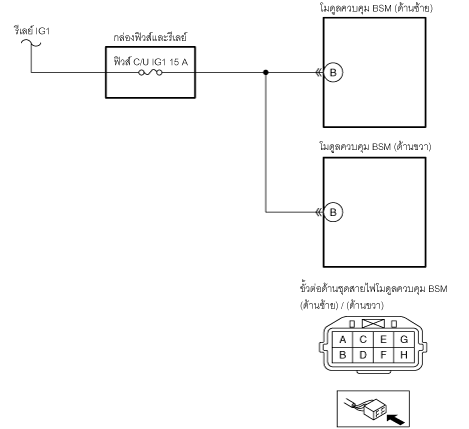 โมดูลควบคุม BSM (ด้านซ้าย)
รีเลย์ IG1
กล่องฟิวส์และรีเลย์
ฟิวส์ C/U IG1 15 A
B
โมดูลควบคุม BSM (ด้านขวา)
B
ขั้วต่อด้านชุดสายไฟโมดูลควบคุม BSM
(ด้านซ้าย) / (ด้านขวา)
A C E G
B D F H